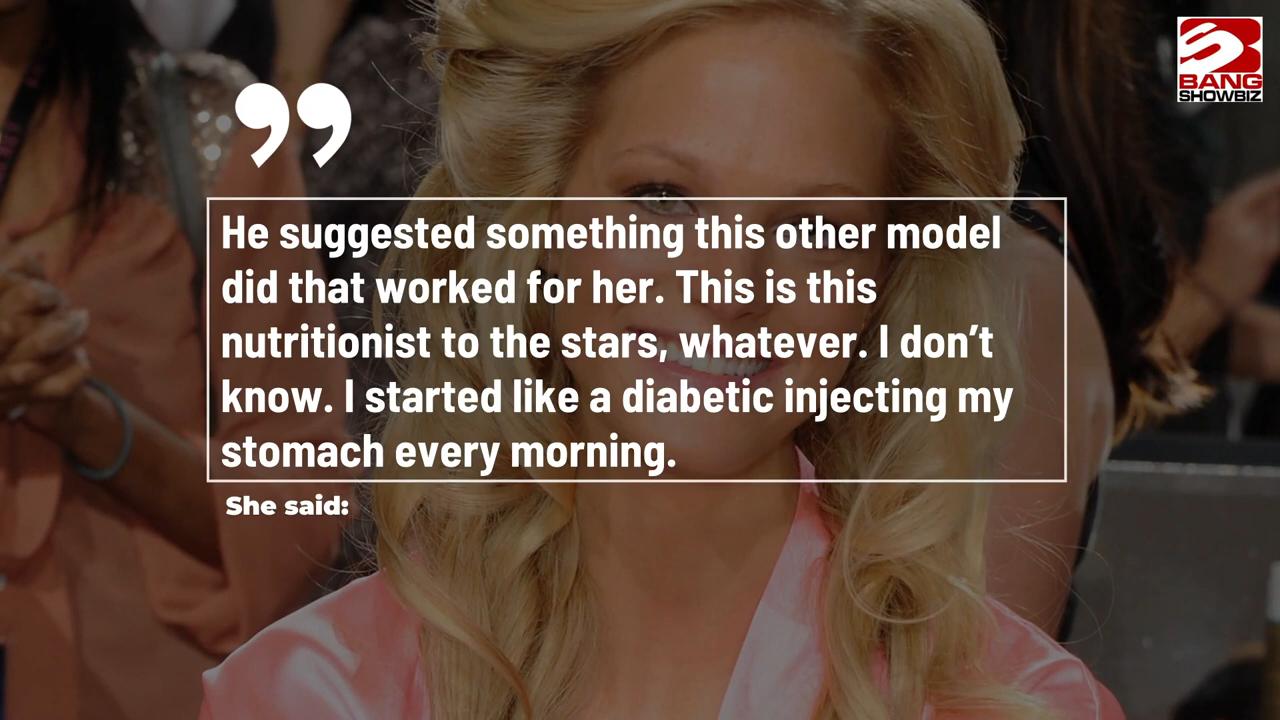 BANG
SHOWBIZ
”
He suggested something this other model
did that worked for her. This is this
nutritionist to the stars, whatever. I don’t
know. I started like a diabetic injecting my
stomach every morning.
She said: